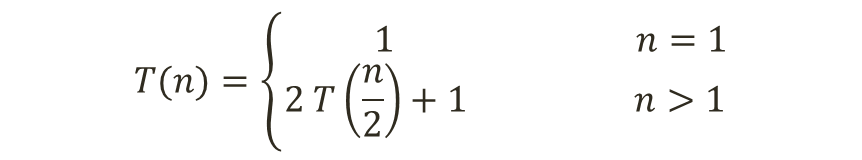 T(n) = { 1 n = 1
2 T(n/2) + 1 n > 1